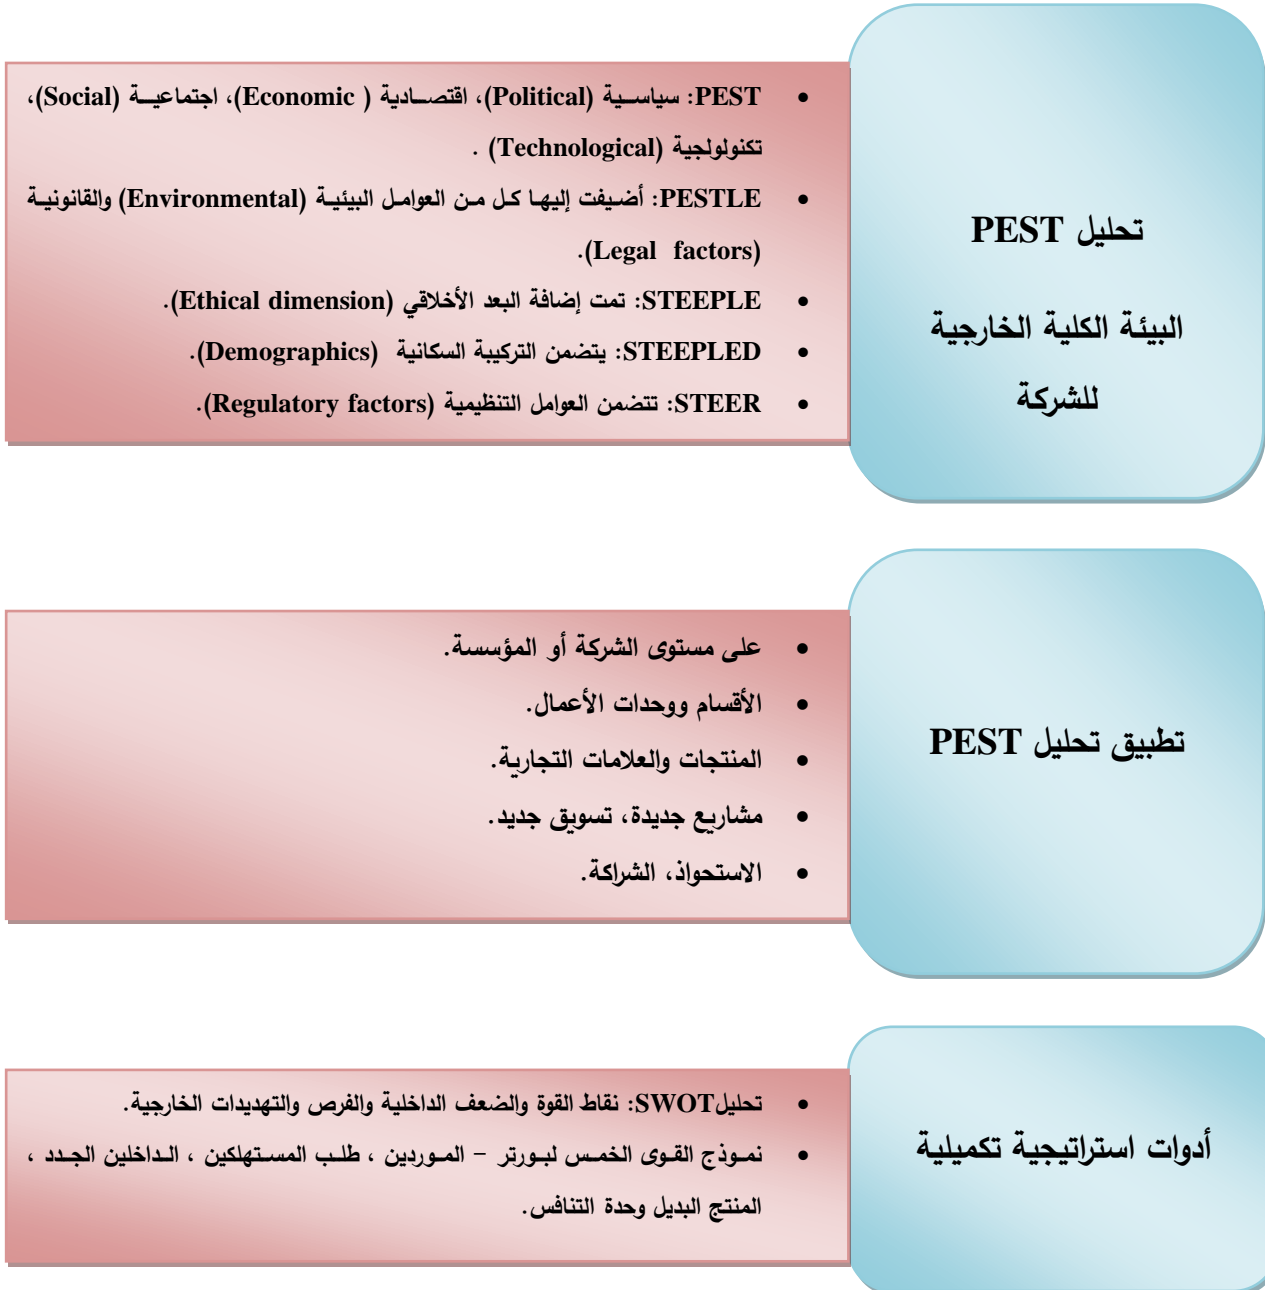 تحليل PEST
البيئة الكلية الخارجية
للشركة
• PEST: سياسية (Political)، اقتصادية ( Economic)، اجتماعية (Social)،
تكنولولجية (Technological) .
• PESTLE: أضيفت إليها كل من العوامل البيئية (Environmental) والقانونية
(Legal factors).
• STEEPLE: تمت إضافة البعد الأخلاقي (Ethical dimension).
• STEEPLED: يتضمن التركيبة السكانية (Demographics).
• STEER: تتضمن العوامل التنظيمية (Regulatory factors).
تطبيق تحليل PEST
• على مستوى الشركة أو المؤسسة.
• الأقسام ووحدات الأعمال.
• المنتجات والعلامات التجارية.
• مشاريع جديدة، تسويق جديد.
• الاستحواذ، الشراكة.
أدوات استراتيجية تكميلية
• تحليلSWOT: نقاط القوة والضعف الداخلية والفرص والتهديدات الخارجية.
• نموذج القوى الخمس لبورتر – الموردين ، طلب المستهلكين ، الداخلين الجدد ،
المنتج البديل وحدة التنافس.